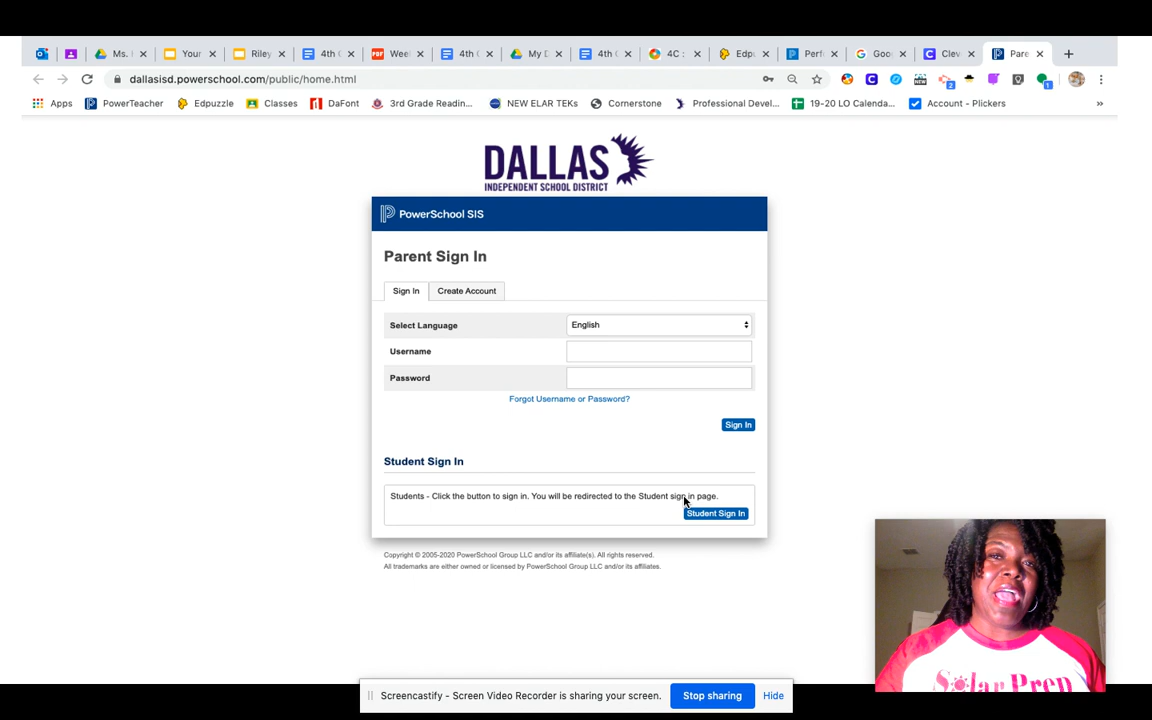 Ms.
Your
Riley
4th
Wee
4th
My D
4th
4C :
Edpu
Perf
Goo
Clev
Pare
dallasisd.powerschool.com/public/home.html
Apps
PowerTeacher
Edpuzzle
Classes
DaFont
3rd Grade Readin...
NEW ELAR TEKs
Cornerstone
Professional Devel...
19-20 LO Calenda...
Account - Plickers
»
DALLAS
INDEPENDENT SCHOOL DISTRICT
PowerSchool SIS
Parent Sign In
Sign In
Create Account
Select Language
English
Username
Password
Forgot Username or Password?
Sign In
Student Sign In
Students - Click the button to sign in. You will be redirected to the Student sign in page.
Student Sign In
Copyright © 2005-2020 PowerSchool Group LLC and/or its affiliate(s). All rights reserved.
All trademarks are either owned or licensed by PowerSchool Group LLC and/or its affiliates.
Solar Prep
Screencastify - Screen Video Recorder is sharing your screen.
Stop sharing
Hide